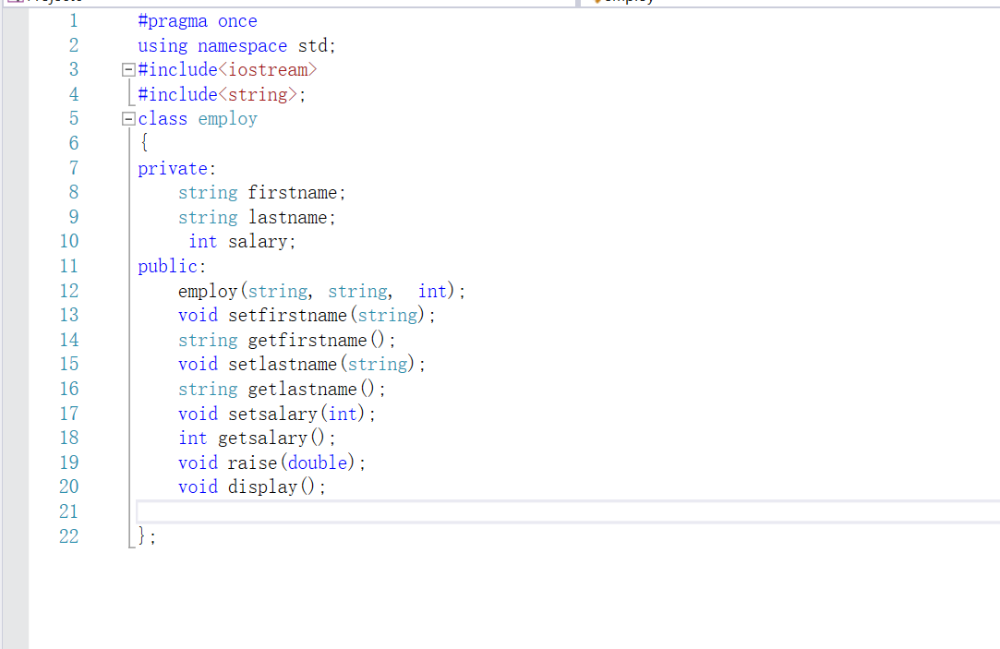 1 #pragma once
2 using namespace std;
3 #include<iostream>
4 #include<string>;
5 class employ
6 {
7 private:
8 string firstname;
9 string lastname;
10 int salary;
11 public:
12 employ(string, string, int);
13 void setfirstname(string);
14 string getfirstname();
15 void setlastname(string);
16 string getlastname();
17 void setsalary(int);
18 int getsalary();
19 void raise(double);
20 void display();
21
22 };